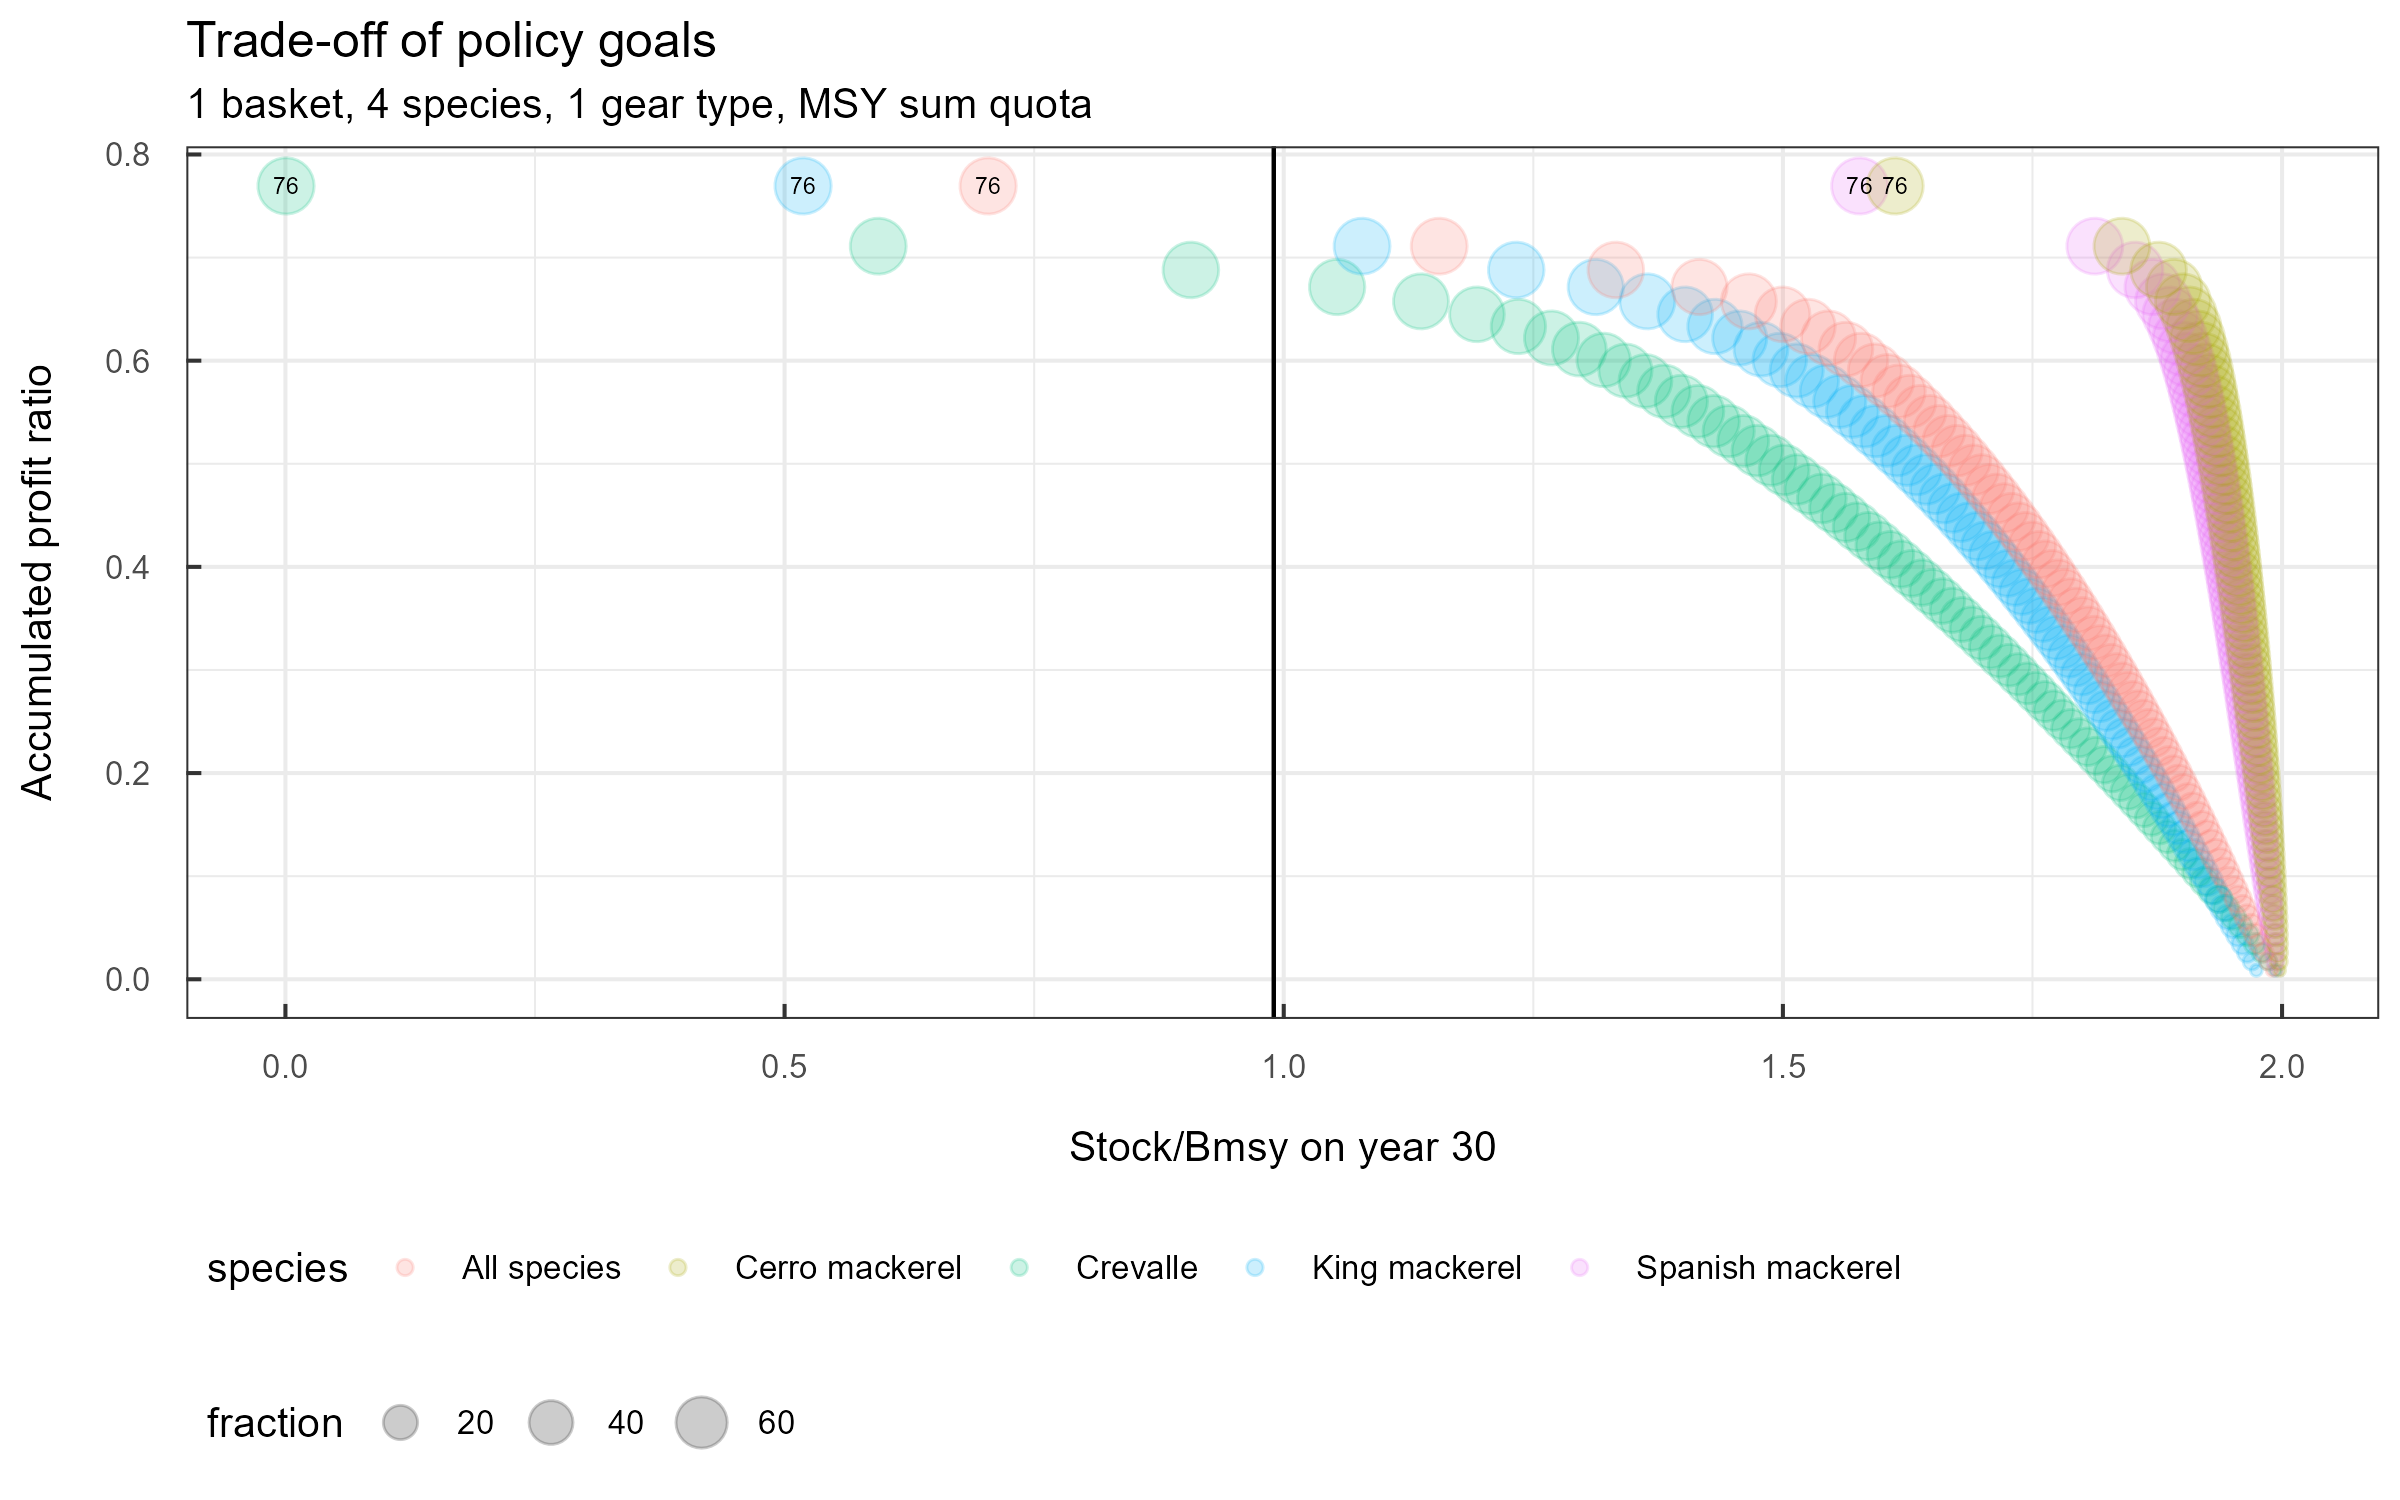 Trade-off of policy goals
1 basket, 4 species, 1 gear type, MSY sum quota
Accumulated profit ratio
0.8
0.6
0.4
0.2
0.0
76 76 76 76 76
0.0 0.5 1.0 1.5 2.0
Stock/Bmsy on year 30
species All species Cerro mackerel Crevalle King mackerel Spanish mackerel
fraction 20 40 60